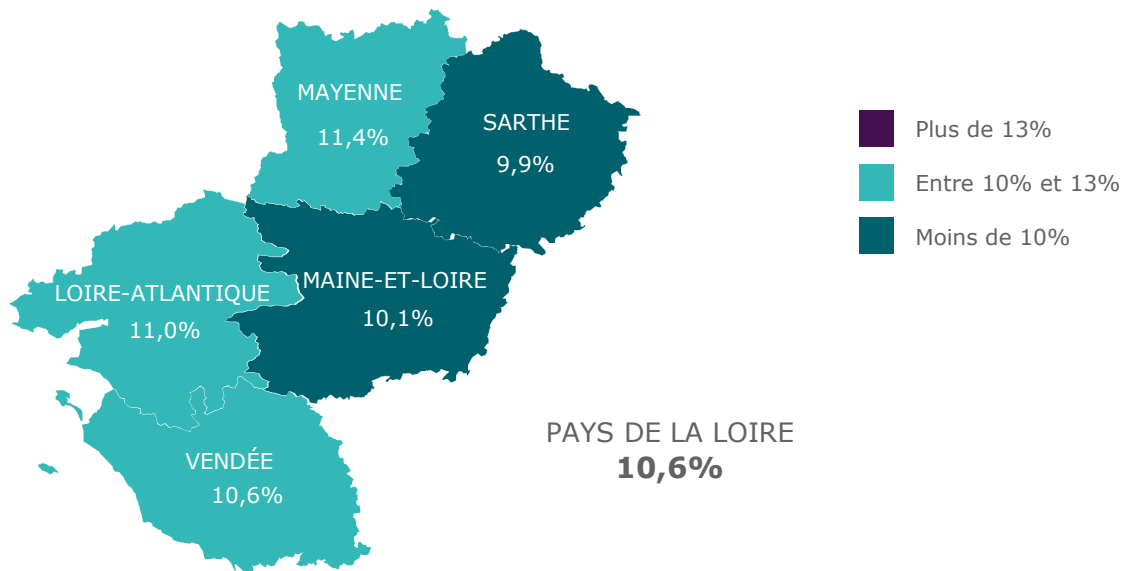 MAYENNE
11,4%
SARTHE
9,9%
LOIRE-ATLANTIQUE
11,0%
MAINE-ET-LOIRE
10,1%
VENDÉE
10,6%
PAYS DE LA LOIRE
10,6%
Plus de 13%
Entre 10% et 13%
Moins de 10%